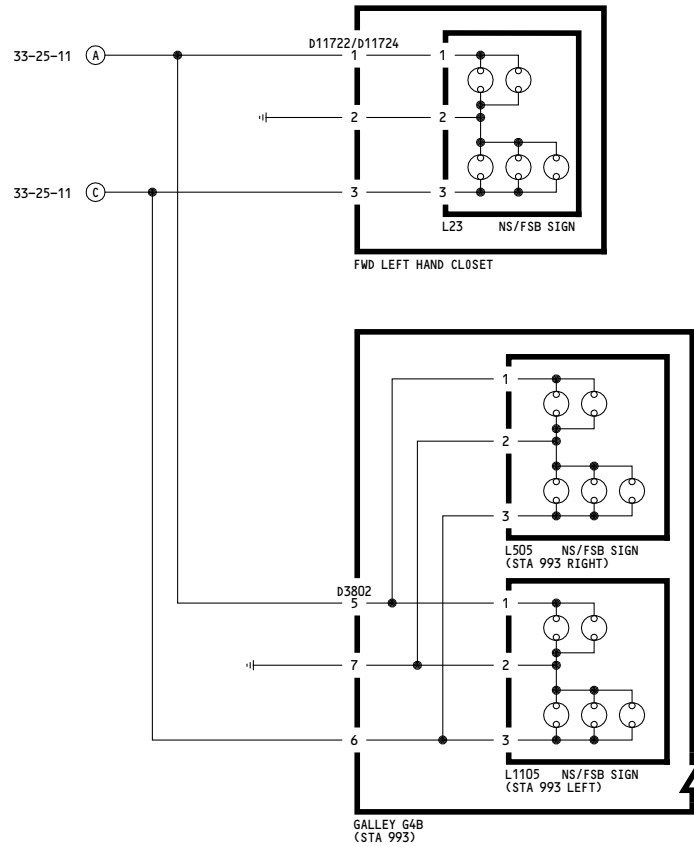 D11722/D11724
33-25-11 A 1 1
2 2
33-25-11 C 3 3
L23 NS/FSB SIGN
FWD LEFT HAND CLOSET
1
2
3
L505 NS/FSB SIGN
(STA 993 RIGHT)
D3802
5 1
7 2
6 3
L1105 NS/FSB SIGN
(STA 993 LEFT)
GALLEY G4B
(STA 993)